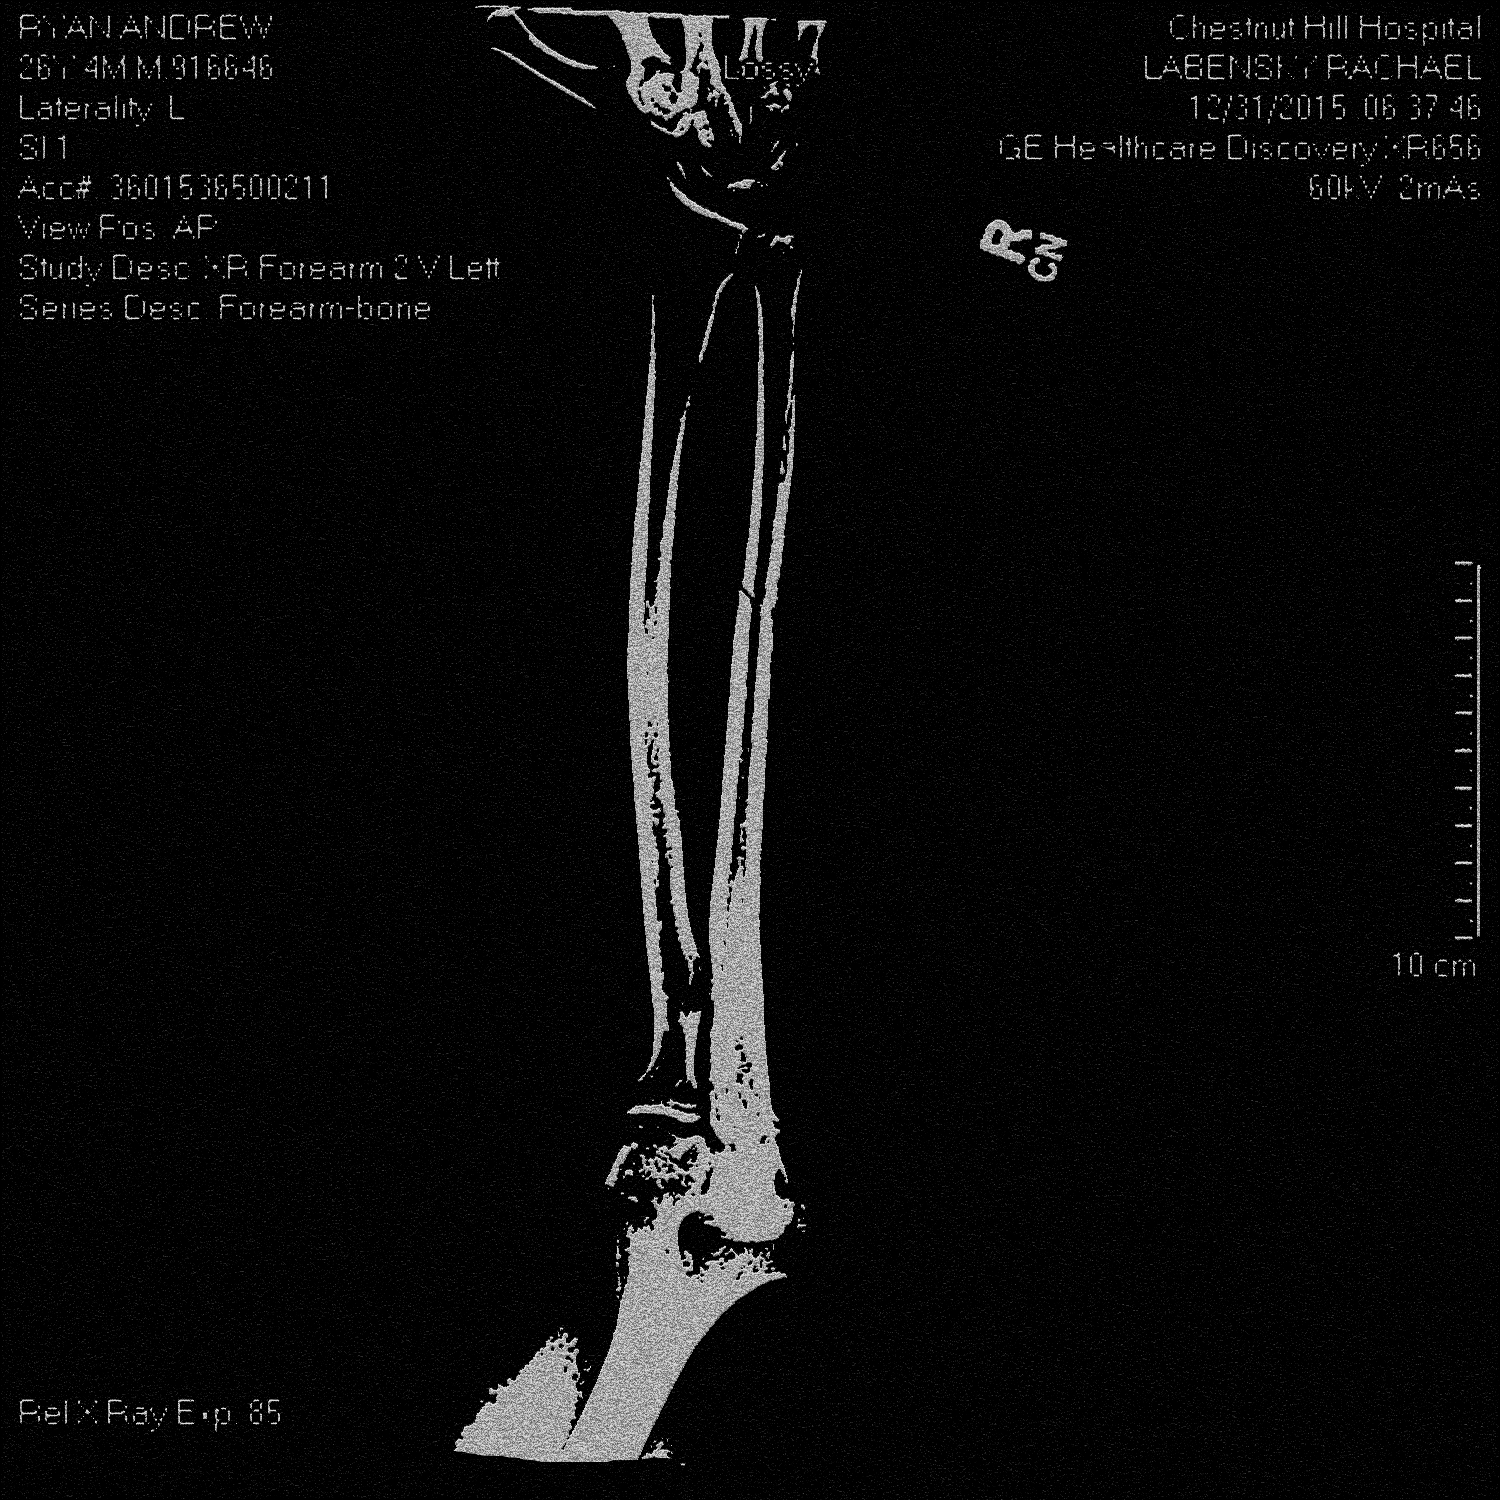 RYAN ANDREW
26Y 4M M 916846
Laterality L
SI 1
Acc# 3601536500211
View Pos AP
Study Desc XR Forearm 2 V Left
Series Desc Forearm-bone
Lossy
Chestnut Hill Hospital
LABENSKY RACHAEL
12/31/2015 06 37 46
GE Healthcare Discovery XR656
60kV 2mAs
R
CN
10 cm
Rel X Ray Exp 85